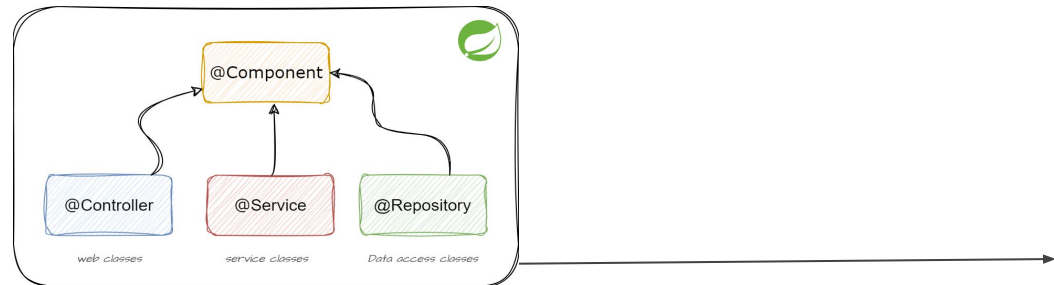 @Component
@Controller
@Service
@Repository
web classes
service classes
Data access classes